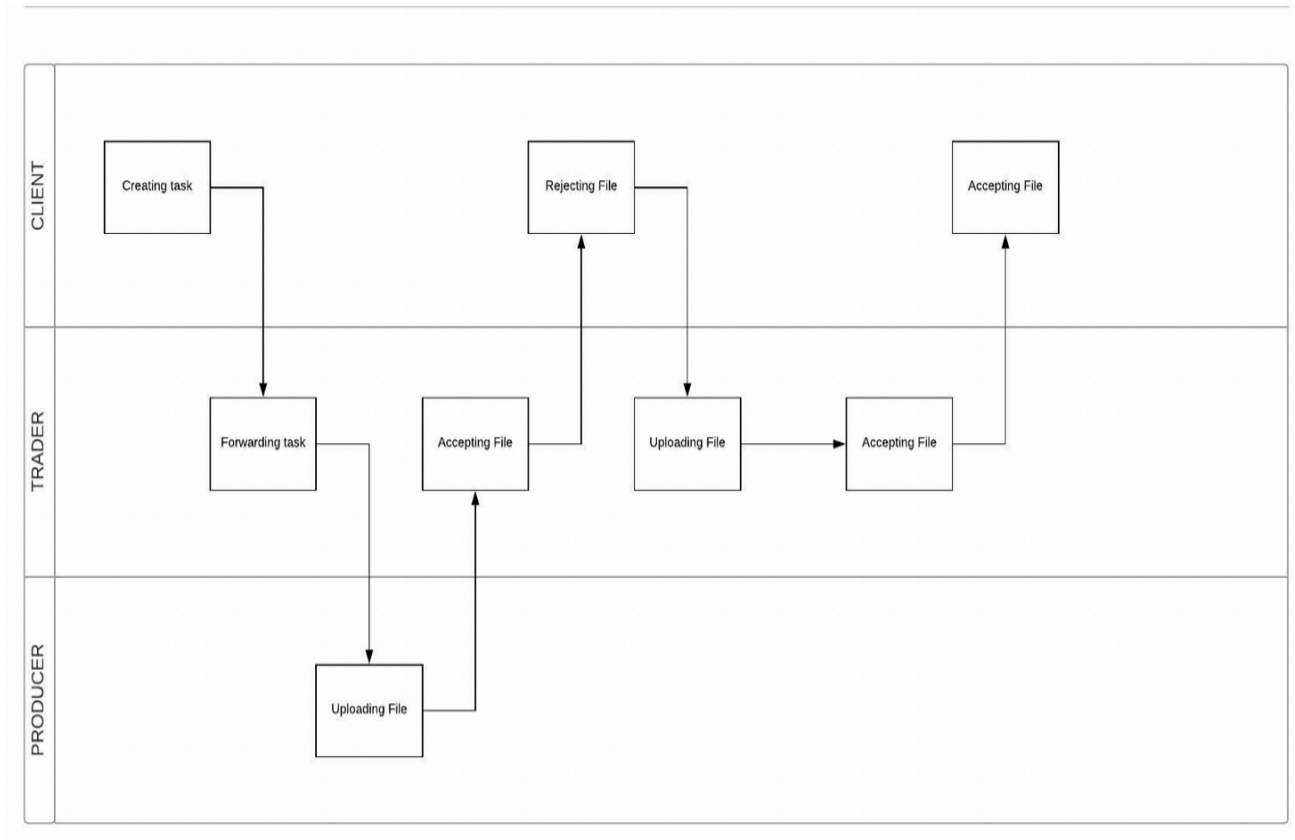 CLIENT
Creating task
Rejecting File
Accepting File
TRADER
Forwarding task
Accepting File
Uploading File
Accepting File
PRODUCER
Uploading File